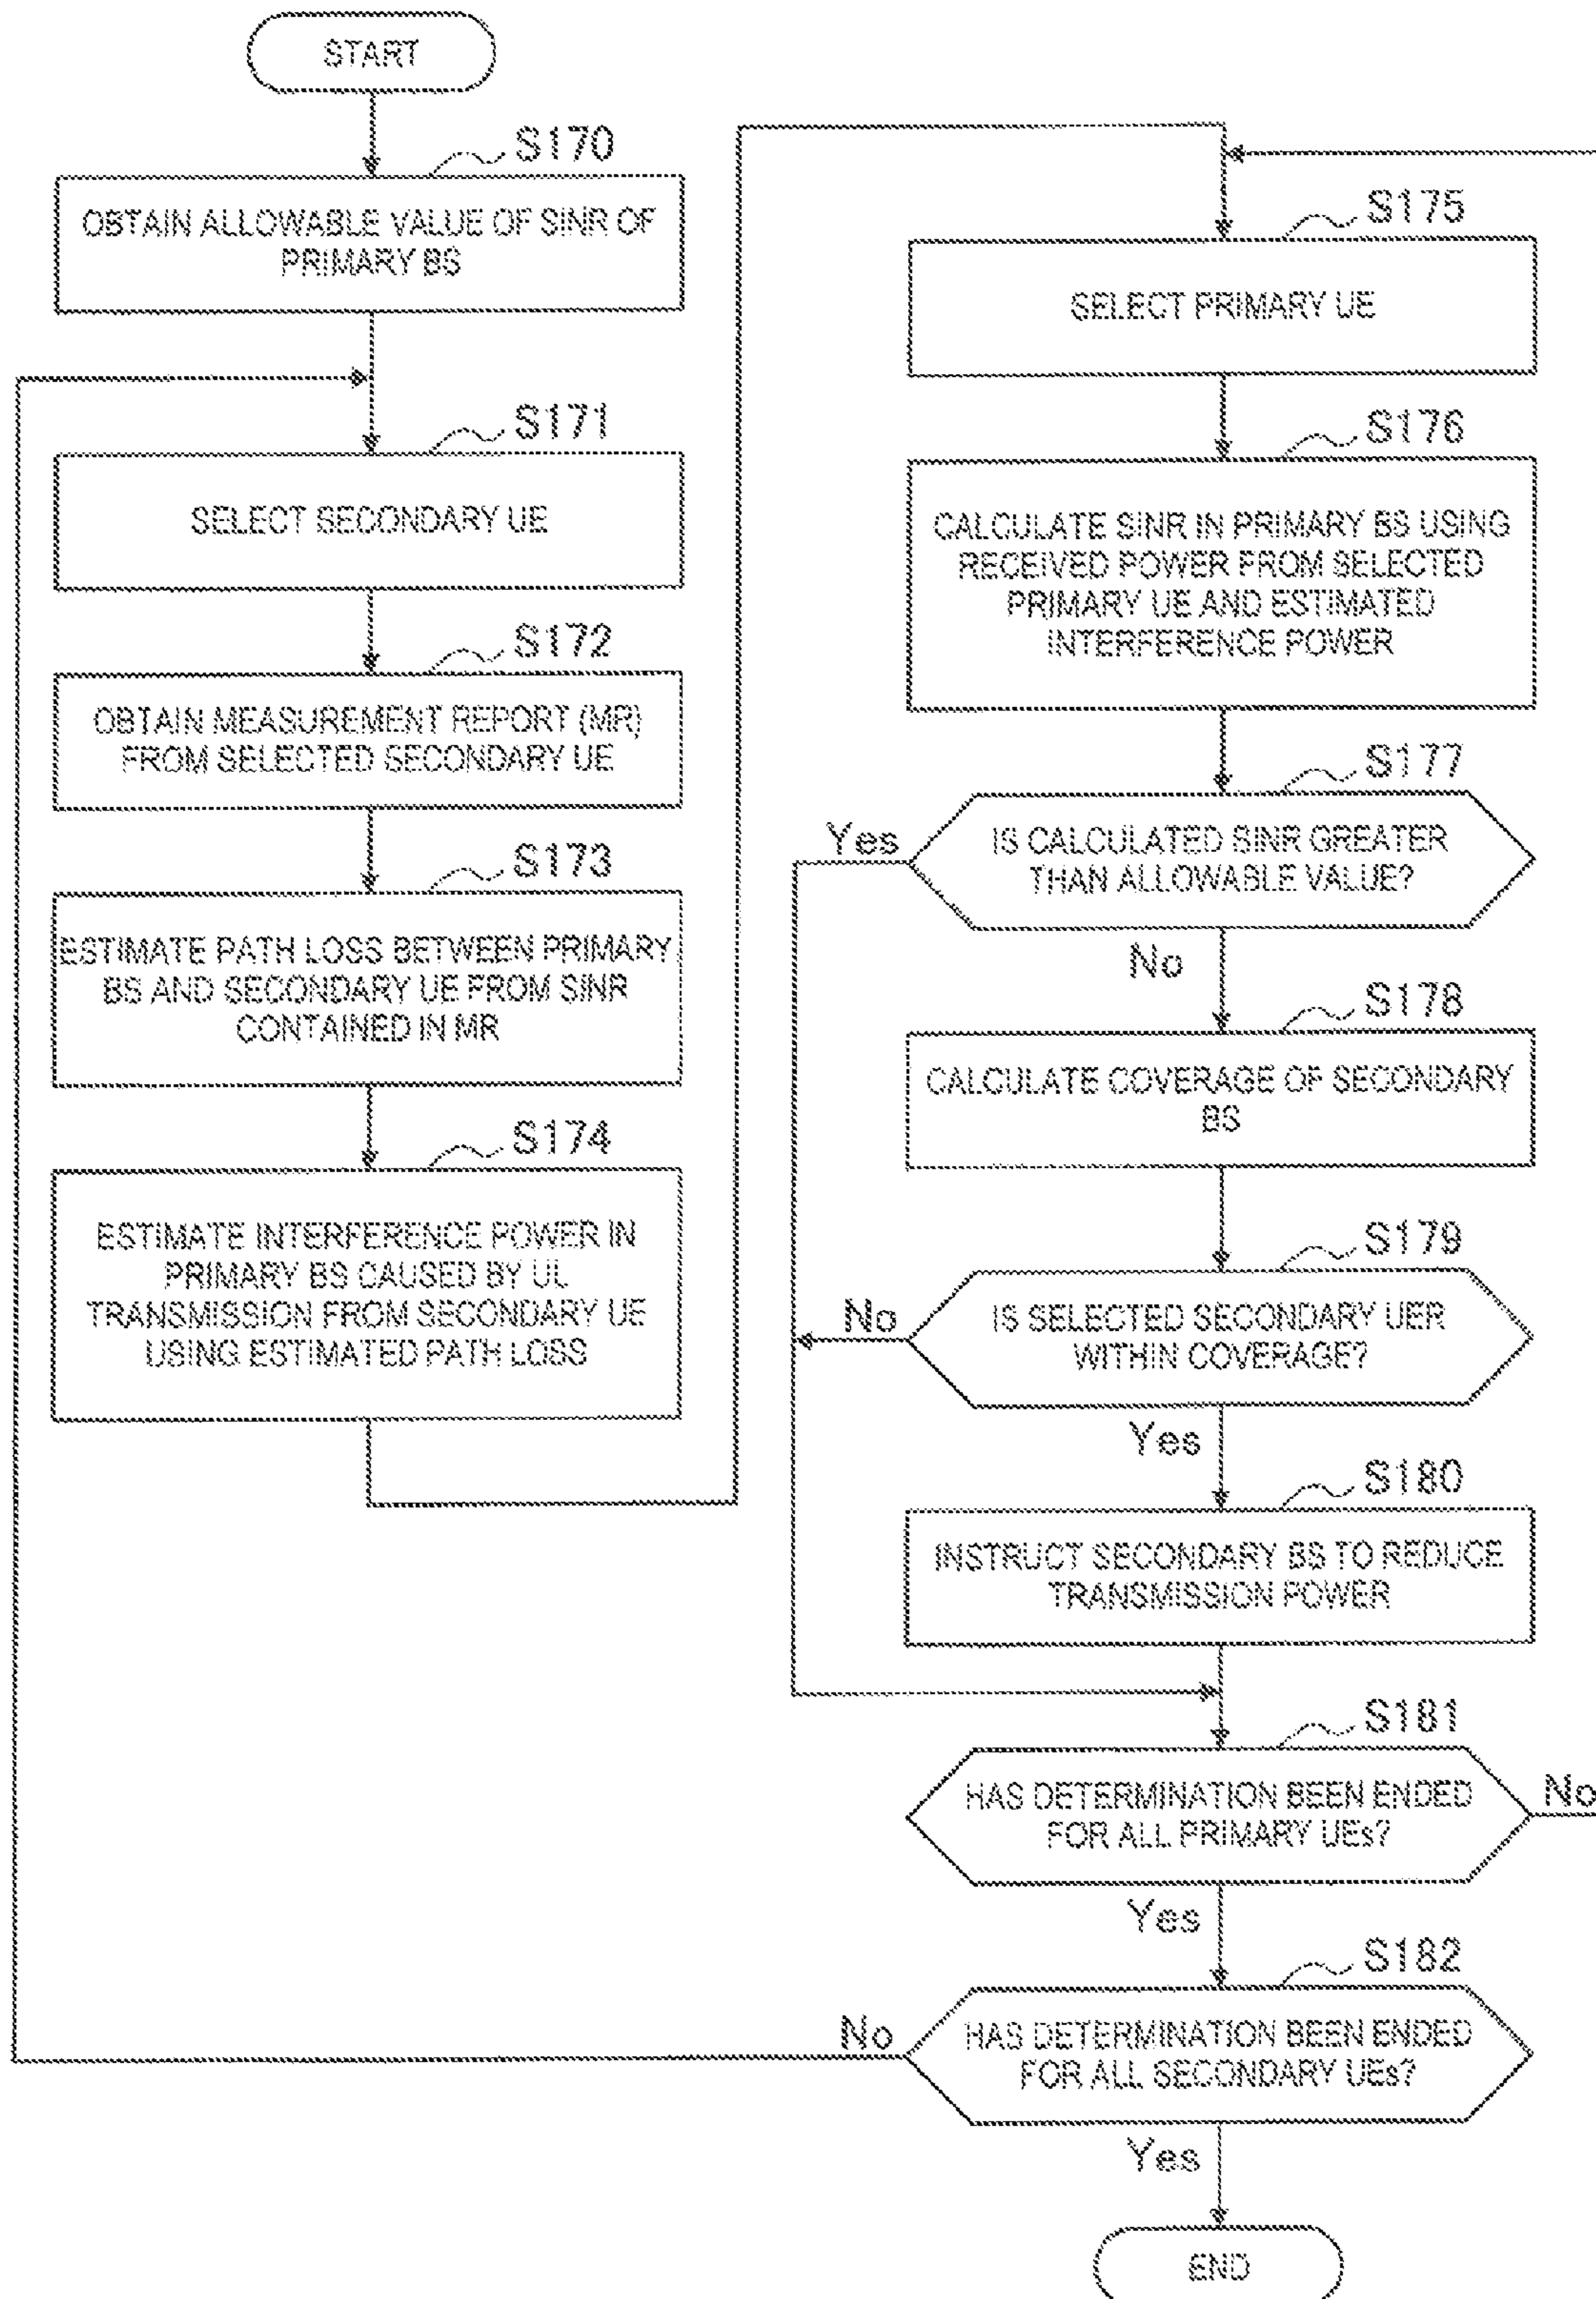 START
S170
OBTAIN ALLOWABLE VALUE OF SINR OF
PRIMARY BS
S171
SELECT SECONDARY UE
S172
OBTAIN MEASUREMENT REPORT (MR)
FROM SELECTED SECONDARY UE
S173
ESTIMATE PATH LOSS BETWEEN PRIMARY
BS AND SECONDARY UE FROM SINR
CONTAINED IN MR
S174
ESTIMATE INTERFERENCE POWER IN
PRIMARY BS CAUSED BY UL
TRANSMISSION FROM SECONDARY UE
USING ESTIMATED PATH LOSS
S175
SELECT PRIMARY UE
S176
CALCULATE SINR IN PRIMARY BS USING
RECEIVED POWER FROM SELECTED
PRIMARY UE AND ESTIMATED
INTERFERENCE POWER
S177
Yes
IS CALCULATED SINR GREATER
THAN ALLOWABLE VALUE?
No
S178
CALCULATE COVERAGE OF SECONDARY
BS
S179
No
IS SELECTED SECONDARY UER
WITHIN COVERAGE?
Yes
S180
INSTRUCT SECONDARY BS TO REDUCE
TRANSMISSION POWER
S181
HAS DETERMINATION BEEN ENDED
FOR ALL PRIMARY UEs?
No
Yes
S182
No
HAS DETERMINATION BEEN ENDED
FOR ALL SECONDARY UEs?
Yes
END